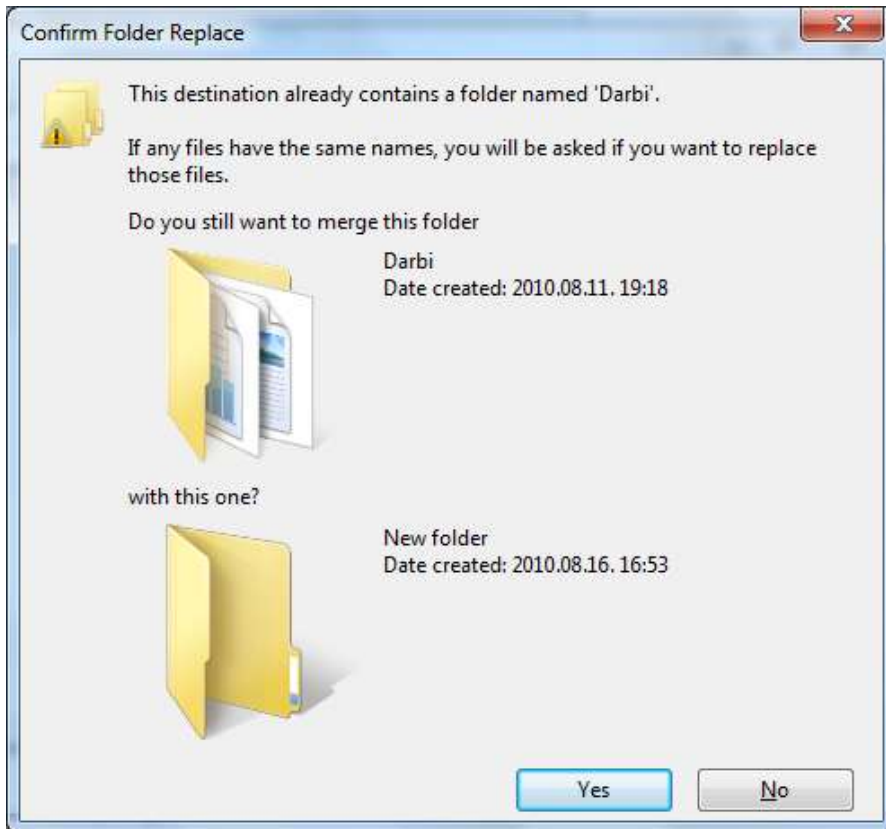 Confirm Folder Replace
This destination already contains a folder named 'Darbi'.
If any files have the same names, you will be asked if you want to replace
those files.
Do you still want to merge this folder
Darbi
Date created: 2010.08.11. 19:18
with this one?
New folder
Date created: 2010.08.16. 16:53
Yes
No